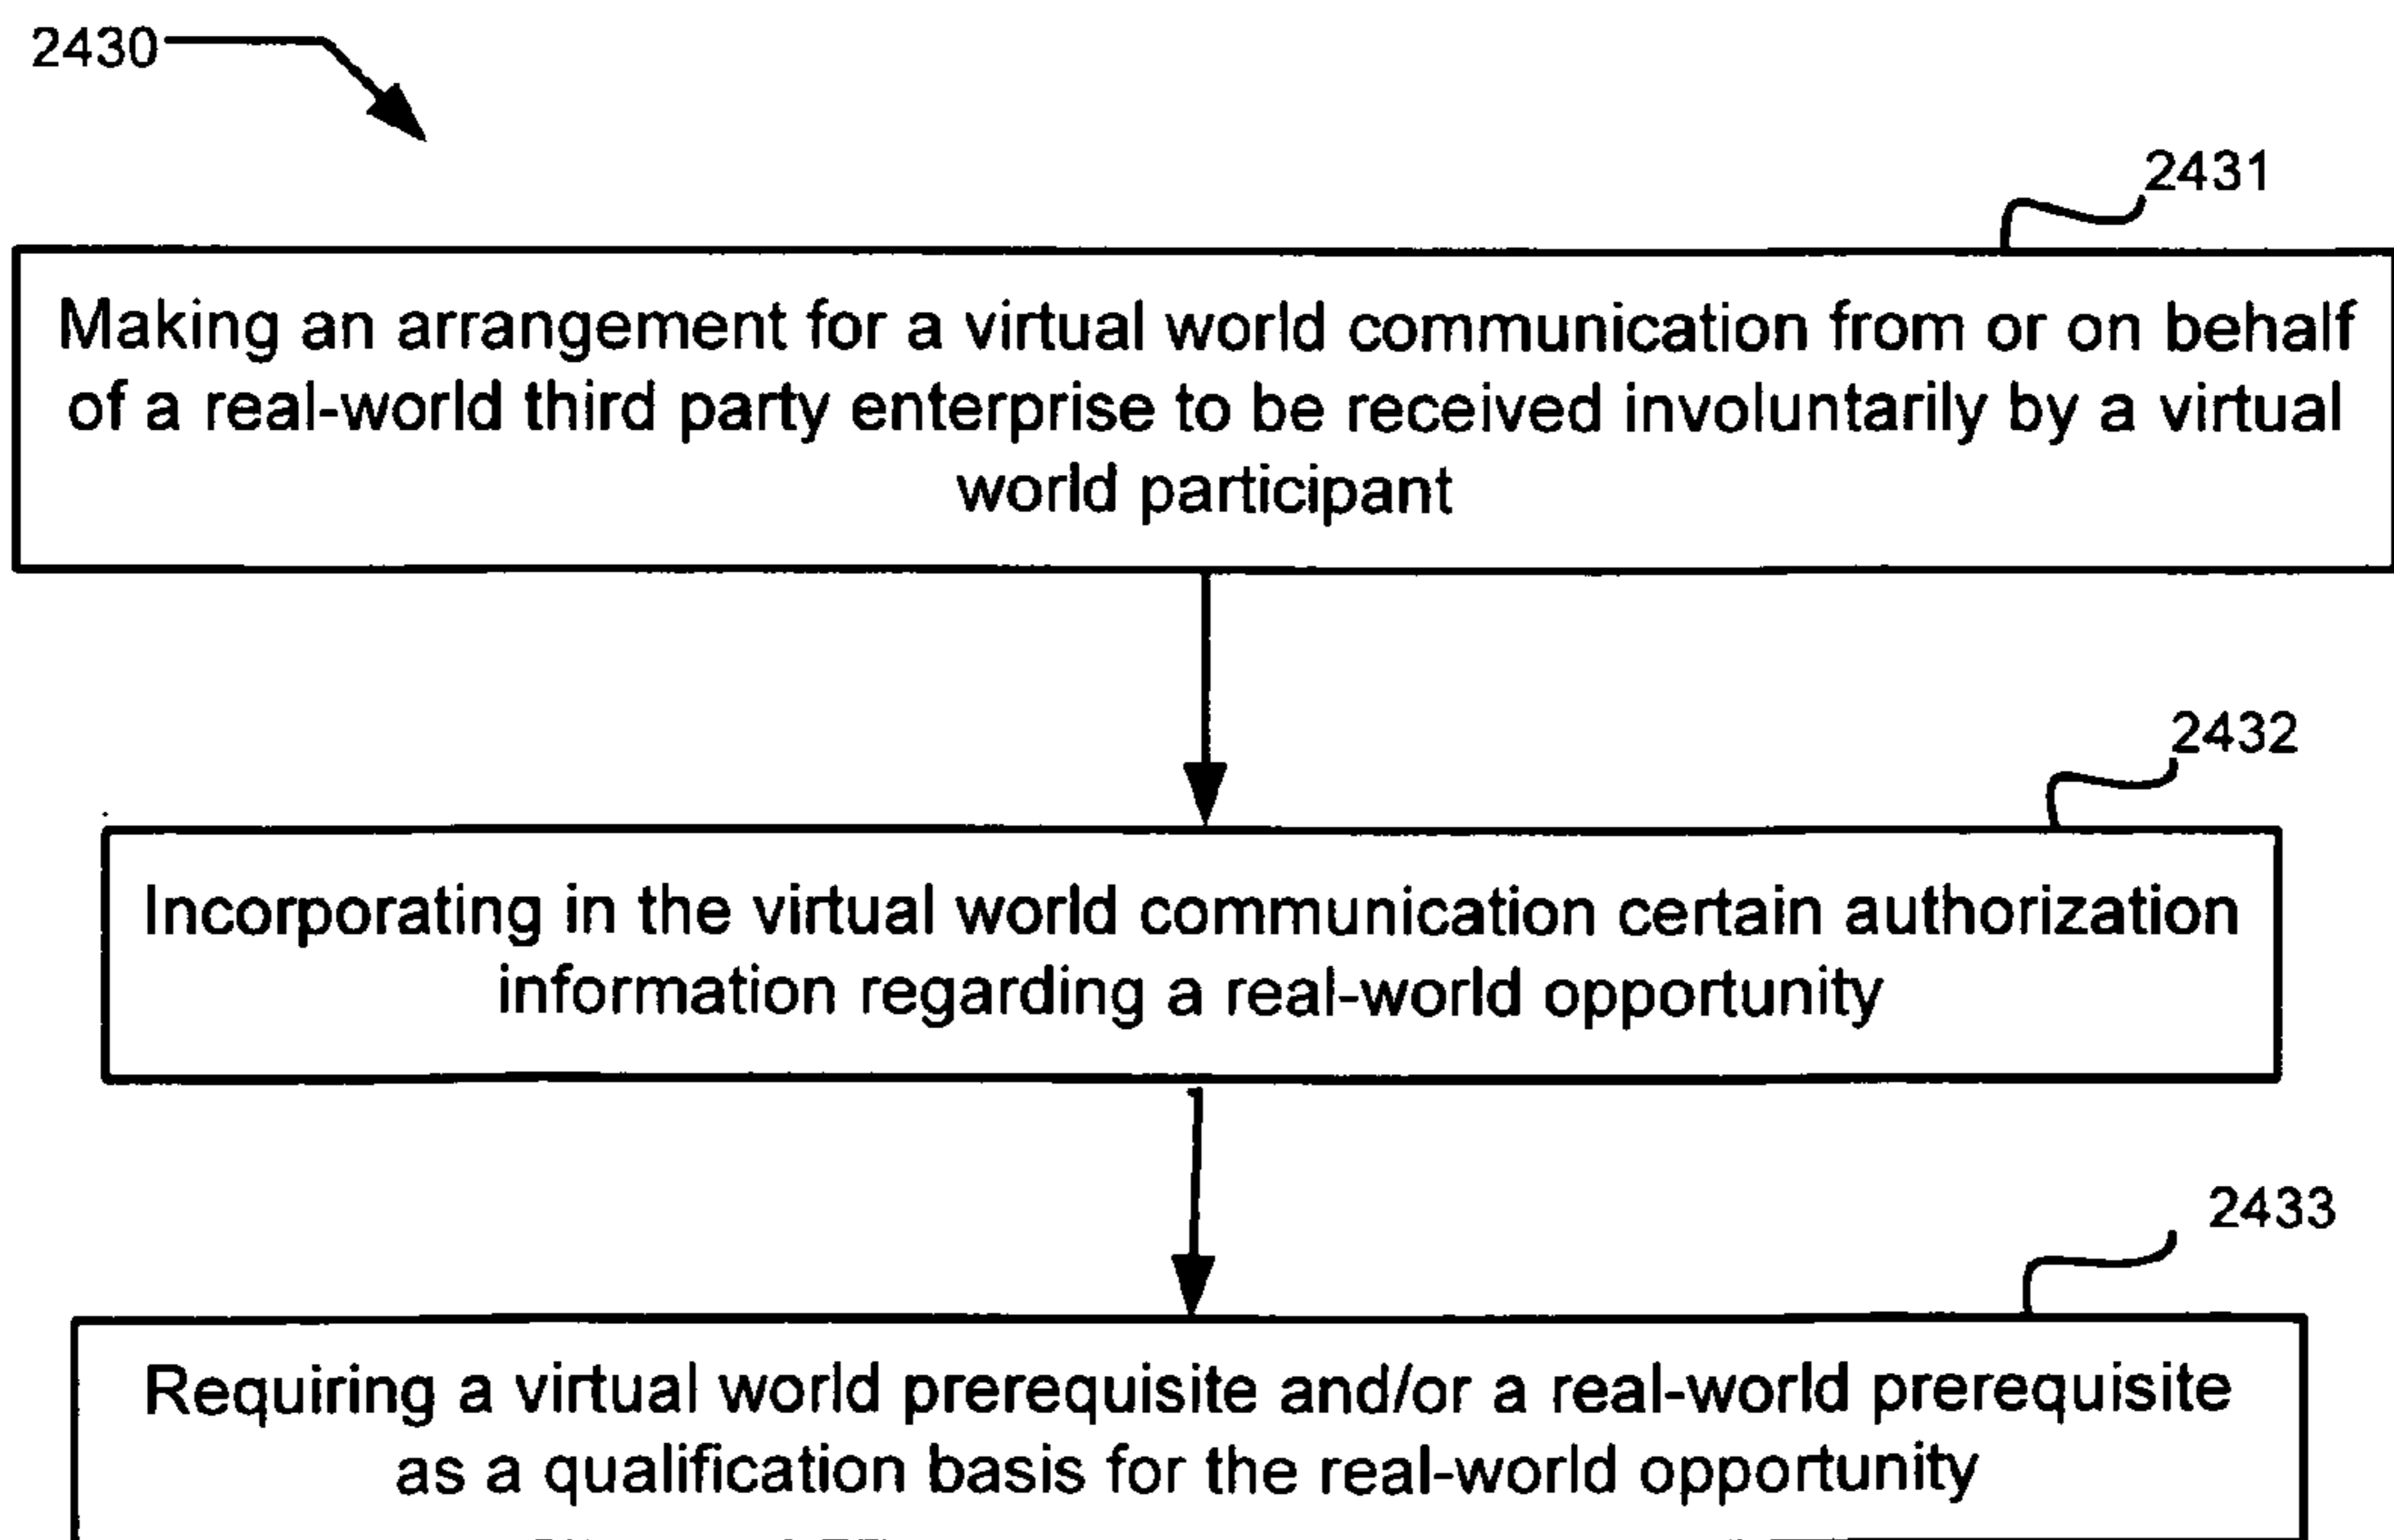 2430
2431
Making an arrangement for a virtual world communication from or on behalf
of a real-world third party enterprise to be received involuntarily by a virtual
world participant
2432
Incorporating in the virtual world communication certain authorization
information regarding a real-world opportunity
2433
Requiring a virtual world prerequisite and/or a real-world prerequisite
as a qualification basis for the real-world opportunity